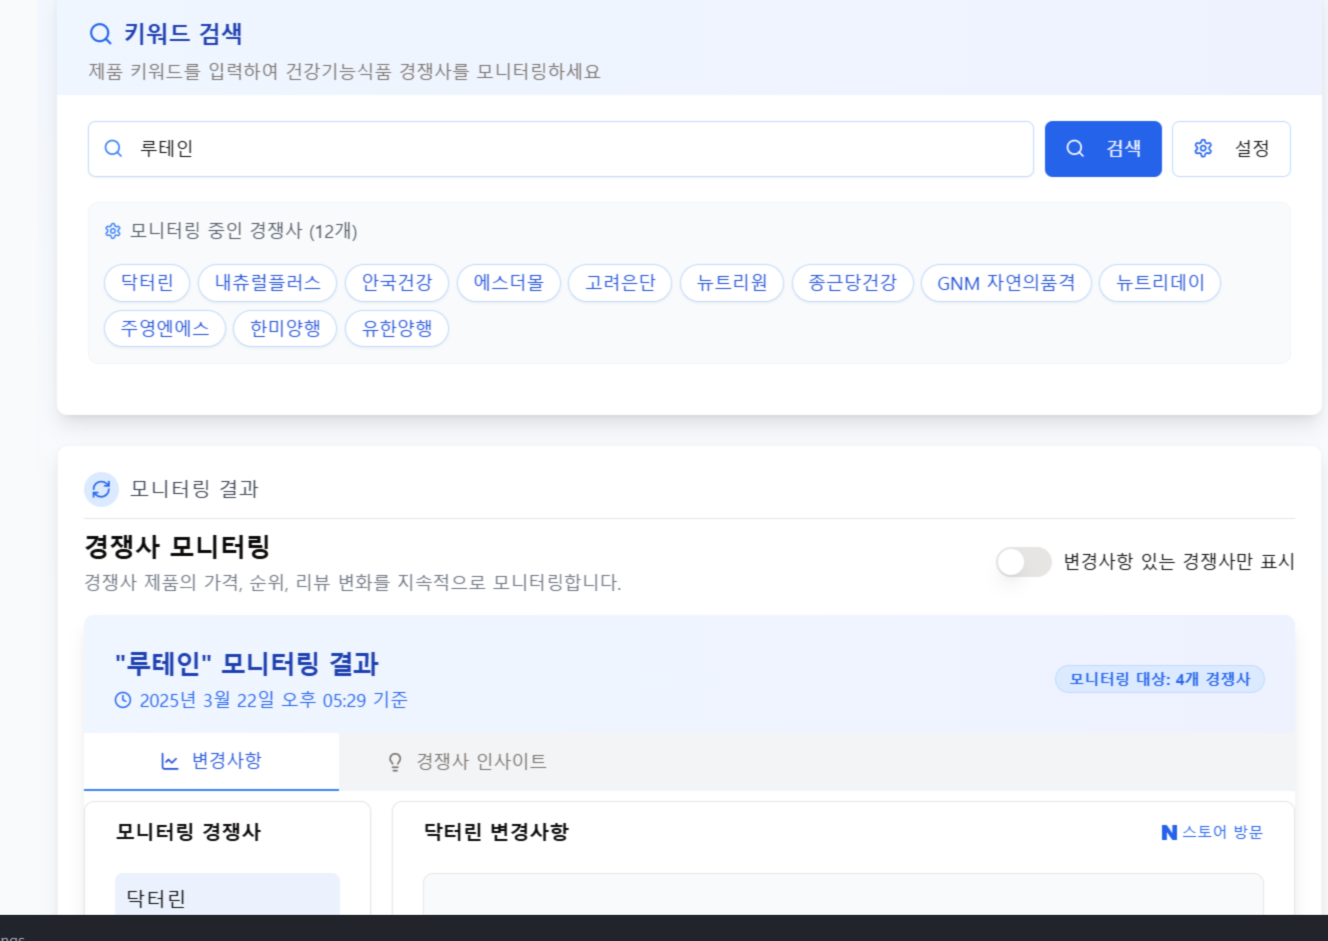 키워드 검색
제품 키워드를 입력하여 건강기능식품 경쟁사를 모니터링하세요
루테인
검색
설정
모니터링 중인 경쟁사 (12개)
닥터린 내츄럴플러스 안국건강 에스더몰 고려은단 뉴트리원 종근당건강 GNM 자연의품격 뉴트리데이
주영엔에스 한미양행 유한양행
모니터링 결과
경쟁사 모니터링
경쟁사 제품의 가격, 순위, 리뷰 변화를 지속적으로 모니터링합니다.
변경사항 있는 경쟁사만 표시
"루테인" 모니터링 결과
2025년 3월 22일 오후 05:29 기준
모니터링 대상: 4개 경쟁사
변경사항
경쟁사 인사이트
모니터링 경쟁사
닥터린
닥터린 변경사항
N 스토어 방문